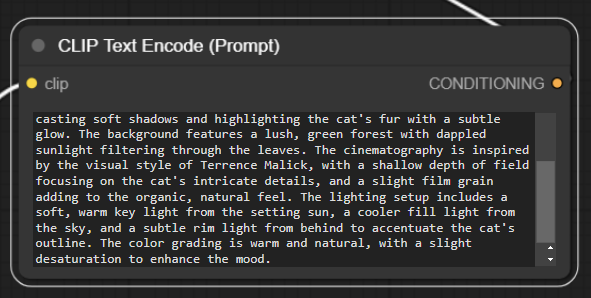 CLIP Text Encode (Prompt)
clip
CONDITIONING
casting soft shadows and highlighting the cat's fur with a subtle
glow. The background features a lush, green forest with dappled
sunlight filtering through the leaves. The cinematography is inspired
by the visual style of Terrence Malick, with a shallow depth of field
focusing on the cat's intricate details, and a slight film grain
adding to the organic, natural feel. The lighting setup includes a
soft, warm key light from the setting sun, a cooler fill light from
the sky, and a subtle rim light from behind to accentuate the cat's
outline. The color grading is warm and natural, with a slight
desaturation to enhance the mood.